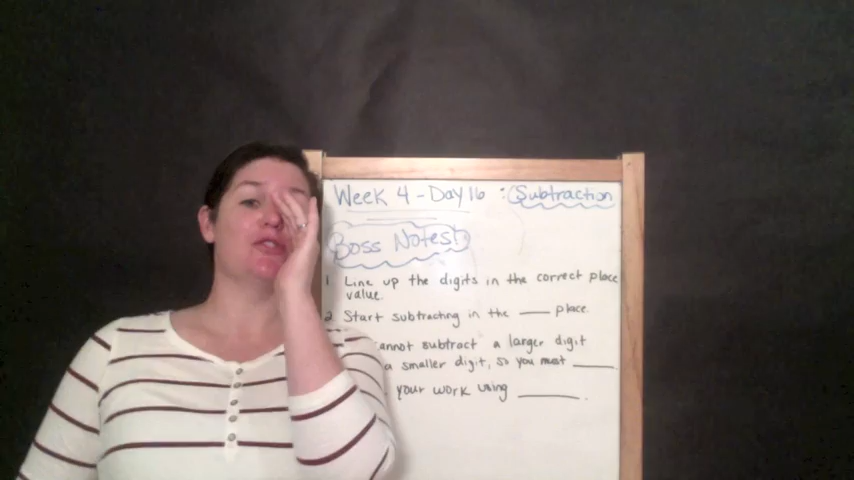 Week 4 - Day 16 : Subtraction
Boss Notes!
1. Line up the digits in the correct place
value.
2. Start subtracting in the ____ place.
cannot subtract a larger digit
a smaller digit, so you must ____.
your work using ____.